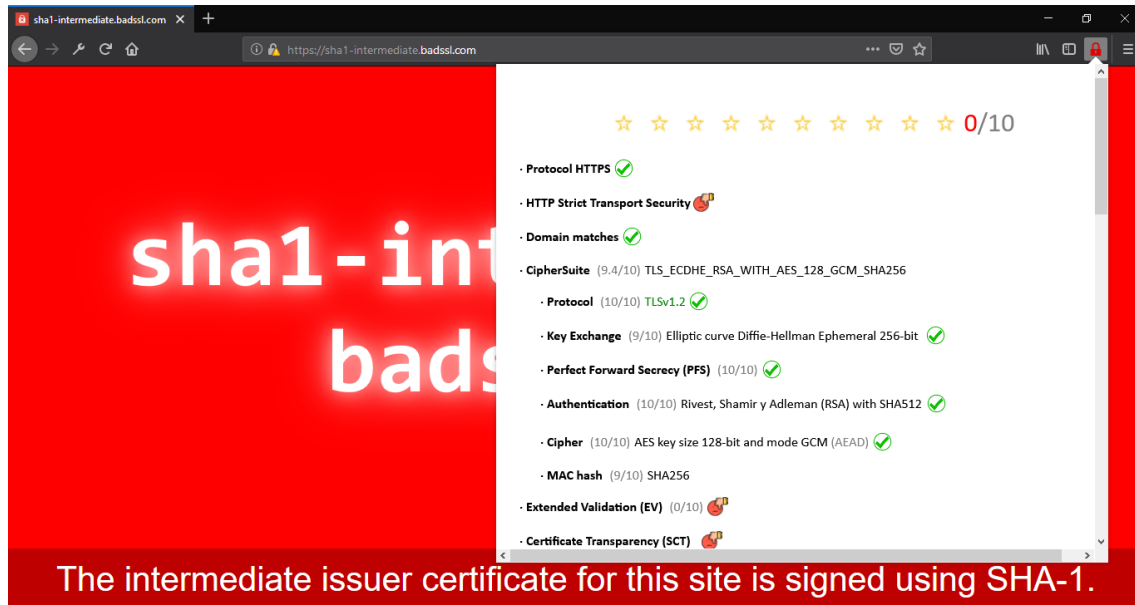 sha1-intermediate.badssl.com
https://sha1-intermediate.badssl.com
0/10
· Protocol HTTPS
· HTTP Strict Transport Security
· Domain matches
· CipherSuite (9.4/10) TLS_ECDHE_RSA_WITH_AES_128_GCM_SHA256
· Protocol (10/10) TLSv1.2
· Key Exchange (9/10) Elliptic curve Diffie-Hellman Ephemeral 256-bit
· Perfect Forward Secrecy (PFS) (10/10)
· Authentication (10/10) Rivest, Shamir y Adleman (RSA) with SHA512
· Cipher (10/10) AES key size 128-bit and mode GCM (AEAD)
· MAC hash (9/10) SHA256
· Extended Validation (EV) (0/10)
· Certificate Transparency (SCT)
sha1-int
bads
The intermediate issuer certificate for this site is signed using SHA-1.